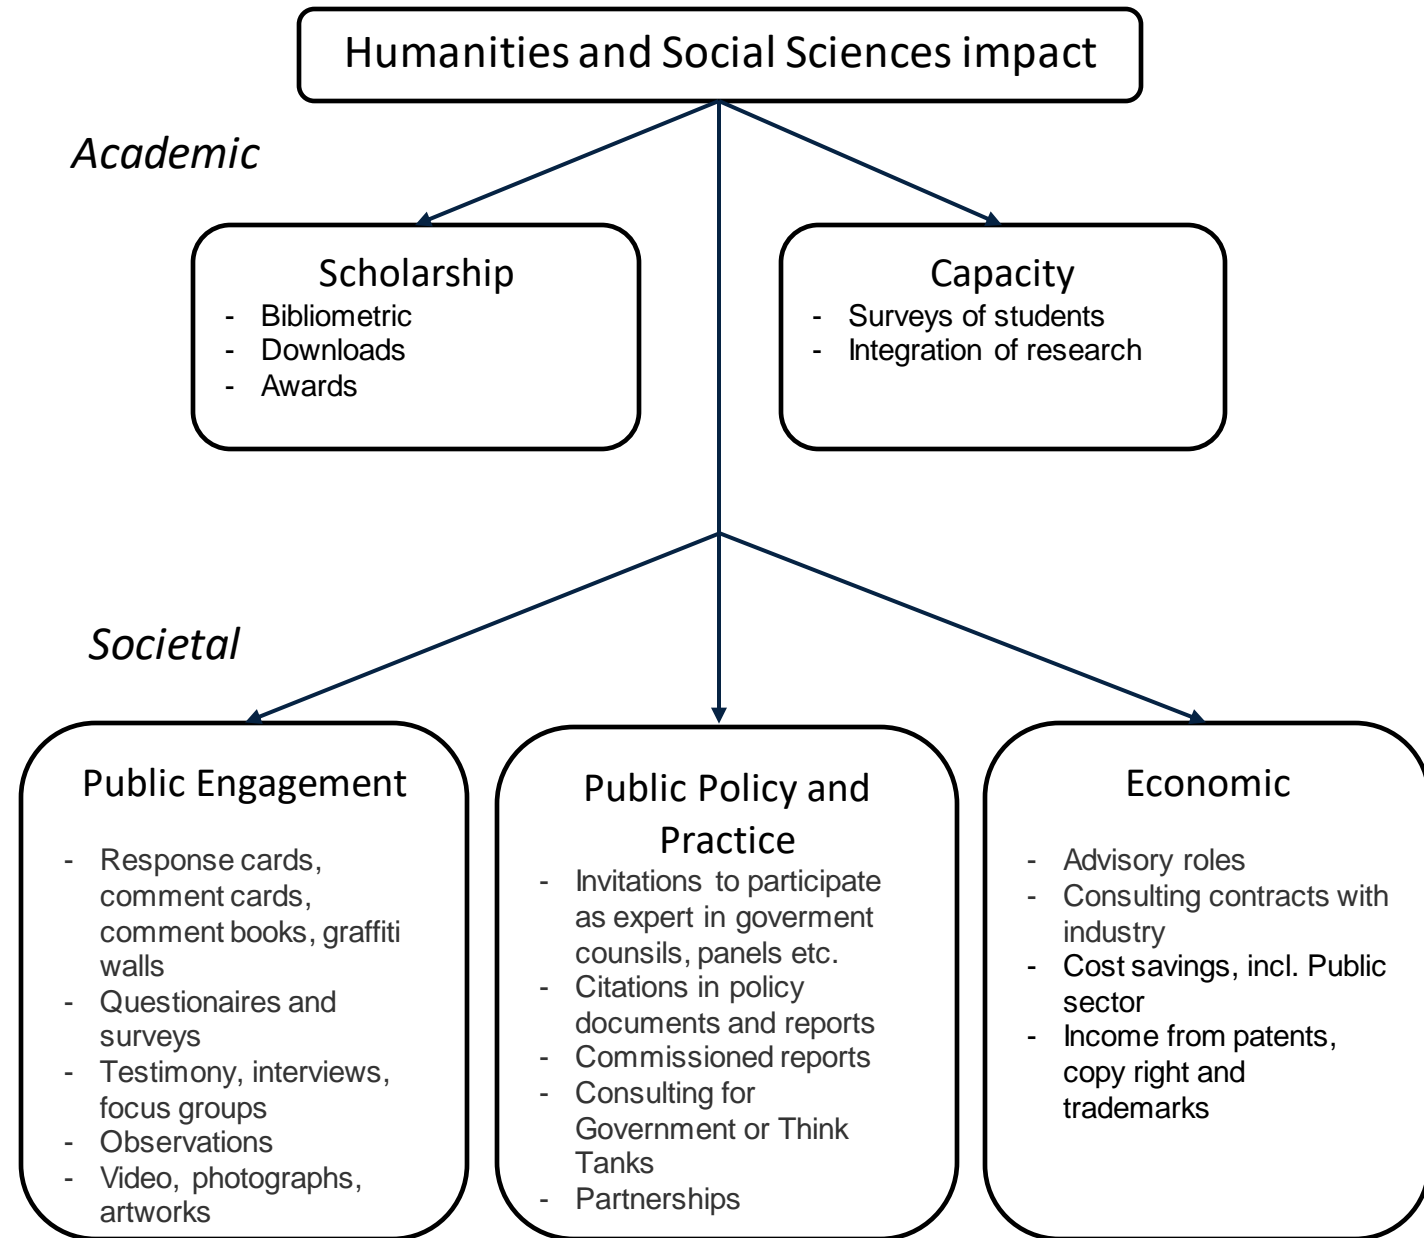 Humanities and Social Sciences impact
Academic
Scholarship
- Bibliometric
- Downloads
- Awards
Capacity
- Surveys of students
- Integration of research
Societal
Public Engagement
- Response cards,
comment cards,
comment books, graffiti
walls
- Questionaires and
surveys
- Testimony, interviews,
focus groups
- Observations
- Video, photographs,
artworks
Public Policy and
Practice
- Invitations to participate
as expert in goverment
counsils, panels etc.
- Citations in policy
documents and reports
- Commissioned reports
- Consulting for
Government or Think
Tanks
- Partnerships
Economic
- Advisory roles
- Consulting contracts with
industry
- Cost savings, incl. Public
sector
- Income from patents,
copy right and
trademarks